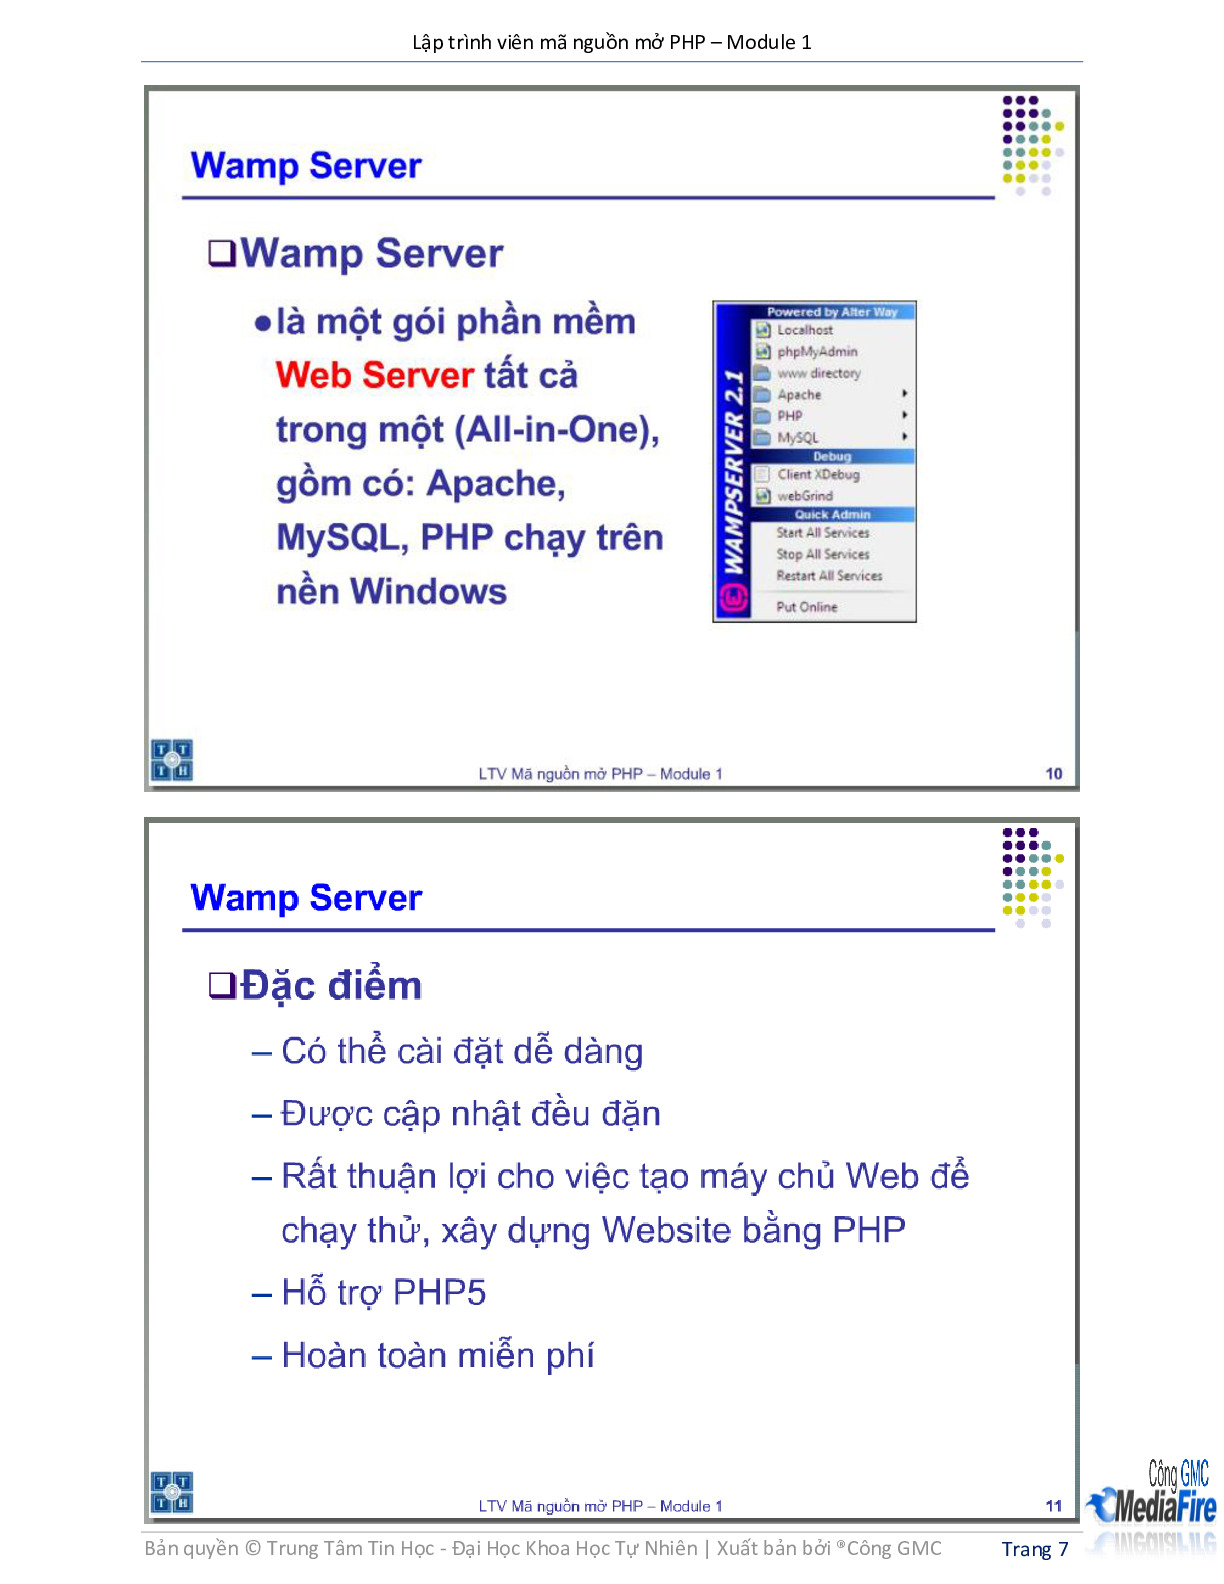 Lập trình viên mã nguồn mở PHP – Module 1
Wamp Server
Wamp Server
là một gói phần mềm
Web Server tất cả
trong một (All-in-One),
gồm có: Apache,
MySQL, PHP chạy trên
nền Windows
WAMPSERVER 2.1
Powered by Alter Way
Localhost
phpMyAdmin
www directory
Apache
PHP
MySQL
Debug
Client XDebug
webGrind
Quick Admin
Start All Services
Stop All Services
Restart All Services
Put Online
T T
T H
LTV Mã nguồn mở PHP – Module 1
10
Wamp Server
Đặc điểm
– Có thể cài đặt dễ dàng
– Được cập nhật đều đặn
– Rất thuận lợi cho việc tạo máy chủ Web để
chạy thử, xây dựng Website bằng PHP
– Hỗ trợ PHP5
– Hoàn toàn miễn phí
T T
T H
LTV Mã nguồn mở PHP – Module 1
11
Công GMC
MediaFire
Bản quyền © Trung Tâm Tin Học - Đại Học Khoa Học Tự Nhiên | Xuất bản bởi ®Công GMC
Trang 7